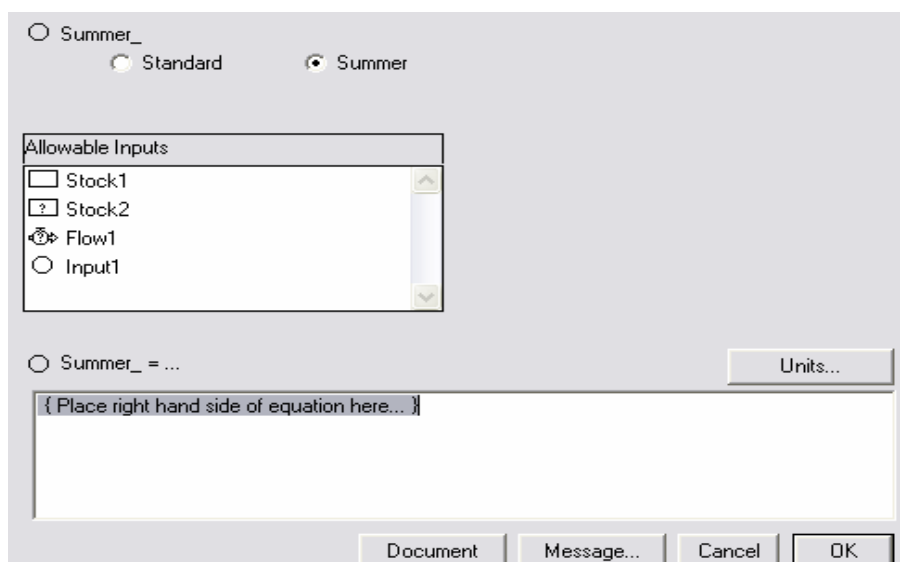 Summer_
Standard Summer
Allowable Inputs
Stock1
? Stock2
? Flow1
Input1
Summer_ = ...
Units...
{ Place right hand side of equation here... }
Document Message... Cancel OK